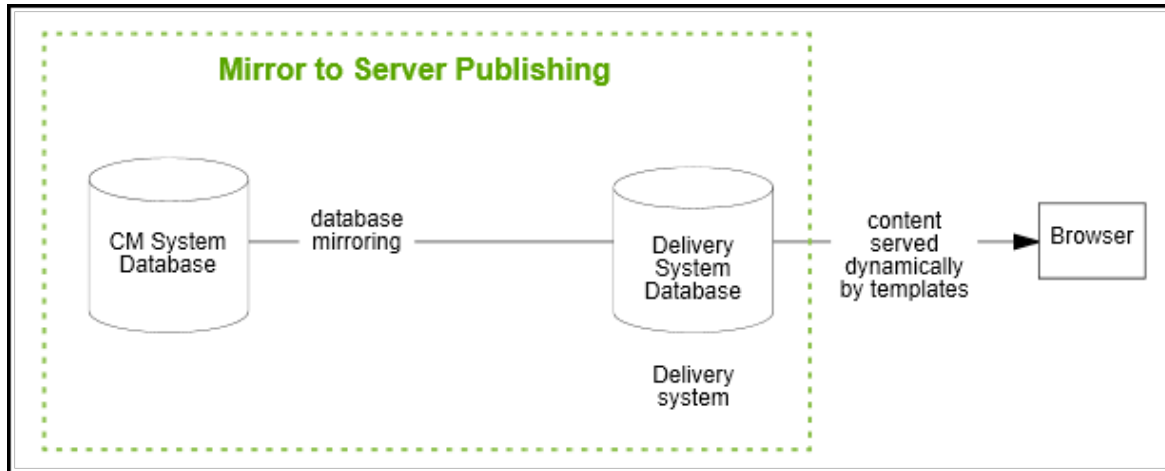 Mirror to Server Publishing
CM System
Database
database
mirroring
Delivery
System
Database
content
served
dynamically
by templates
Browser
Delivery
system